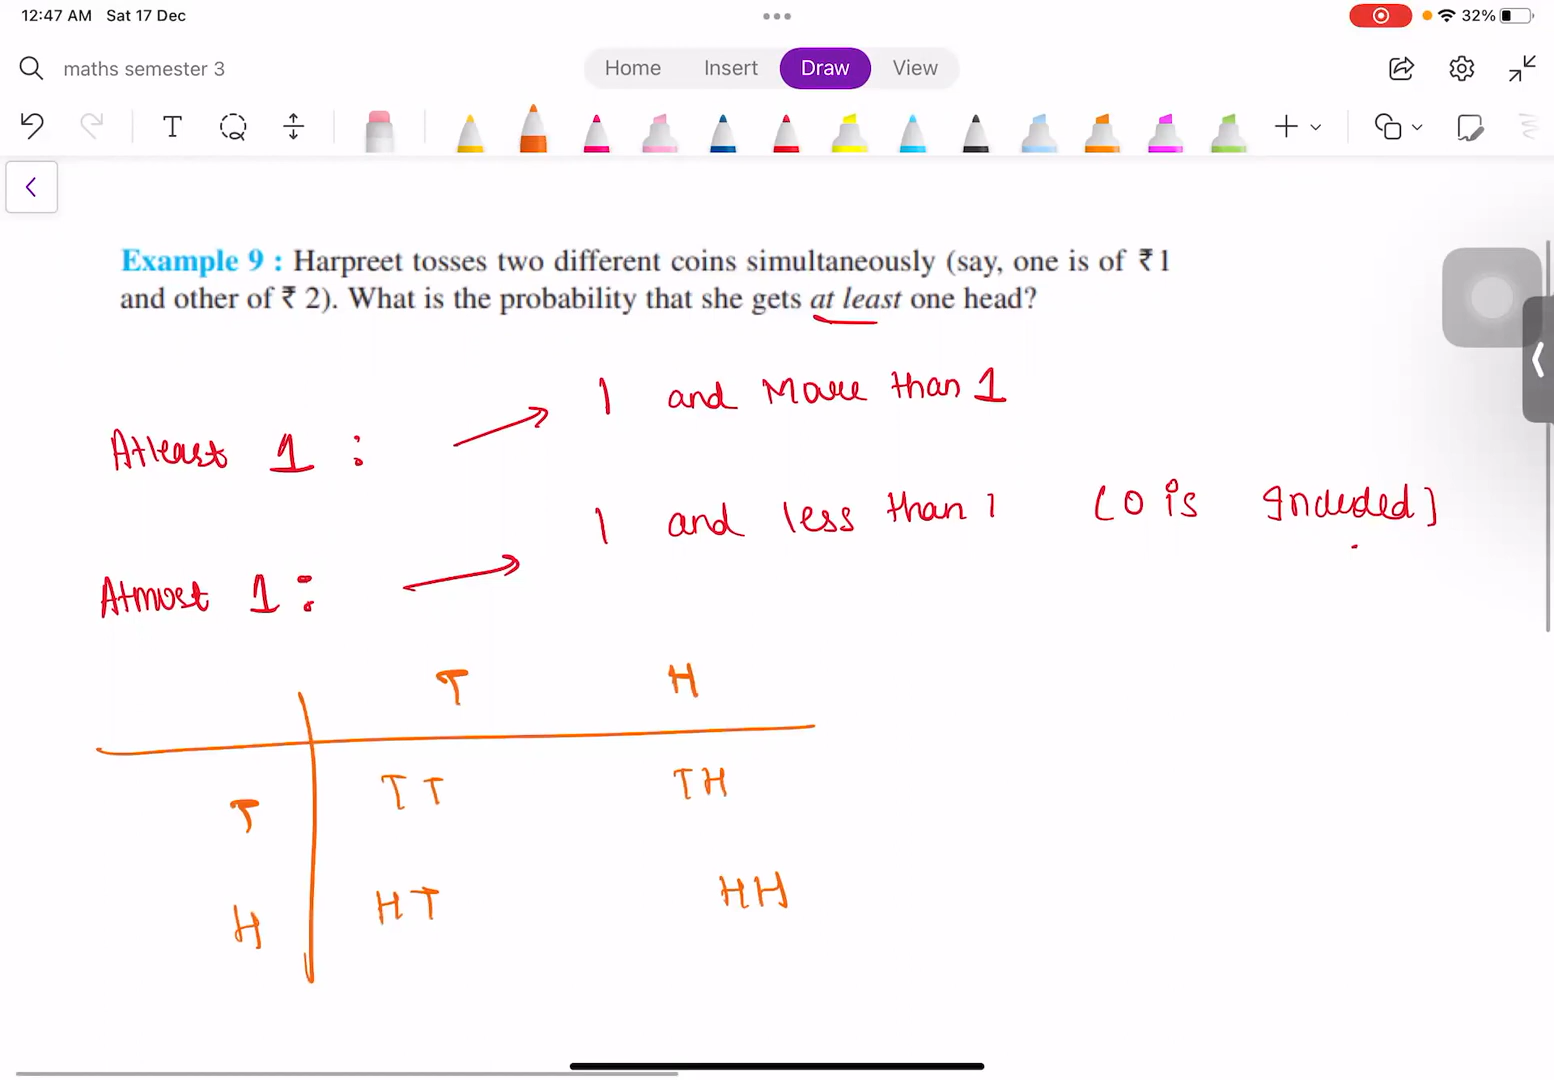 12:47 AM Sat 17 Dec
32%
maths semester 3
Home Insert Draw View
T
Example 9 : Harpreet tosses two different coins simultaneously (say, one is of ₹ 1
and other of ₹ 2). What is the probability that she gets at least one head?
1 and More than 1
Atleast 1 :
1 and less than 1 (0 is Included)
Atmost 1 :
T H
T TT TH
H HT HH